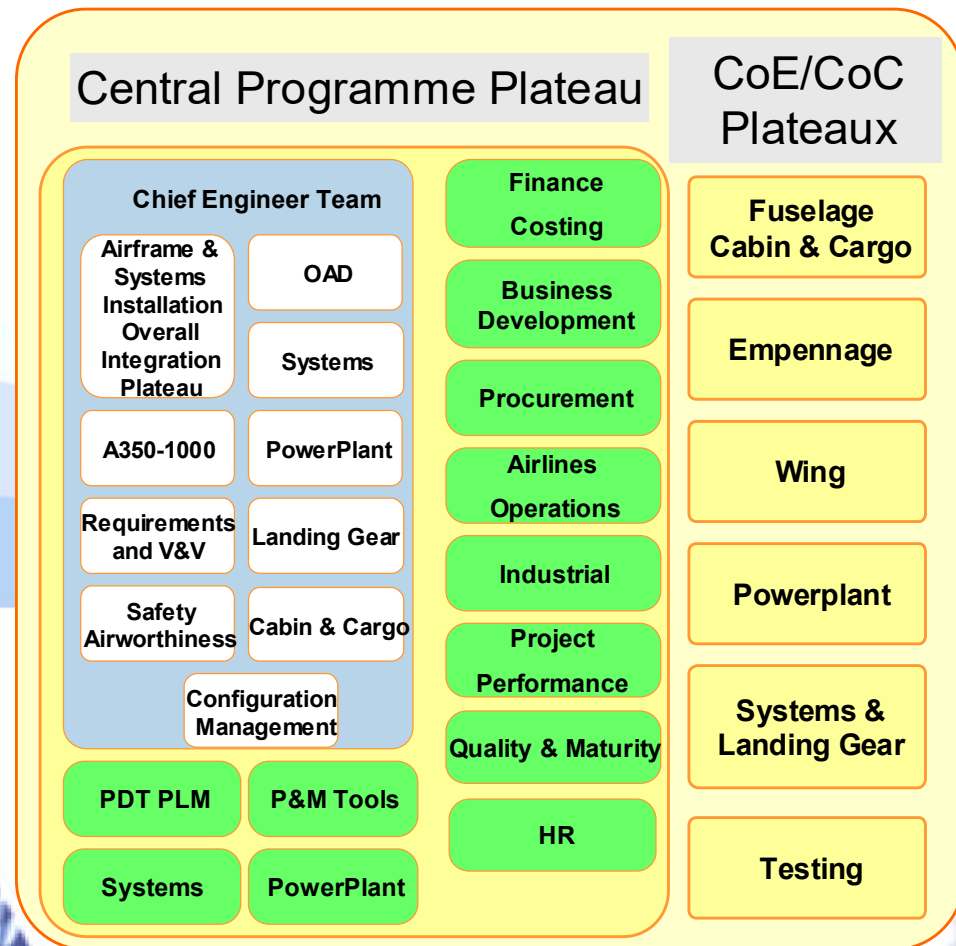 Central Programme Plateau
CoE/CoC
Plateaux
Chief Engineer Team
Airframe &
Systems
Installation
Overall
Integration
Plateau
OAD
Systems
A350-1000
PowerPlant
Requirements
and V&V
Landing Gear
Safety
Airworthiness
Cabin & Cargo
Configuration
Management
PDT PLM
P&M Tools
Systems
PowerPlant
Finance
Costing
Business
Development
Procurement
Airlines
Operations
Industrial
Project
Performance
Quality & Maturity
HR
Fuselage
Cabin & Cargo
Empennage
Wing
Powerplant
Systems &
Landing Gear
Testing